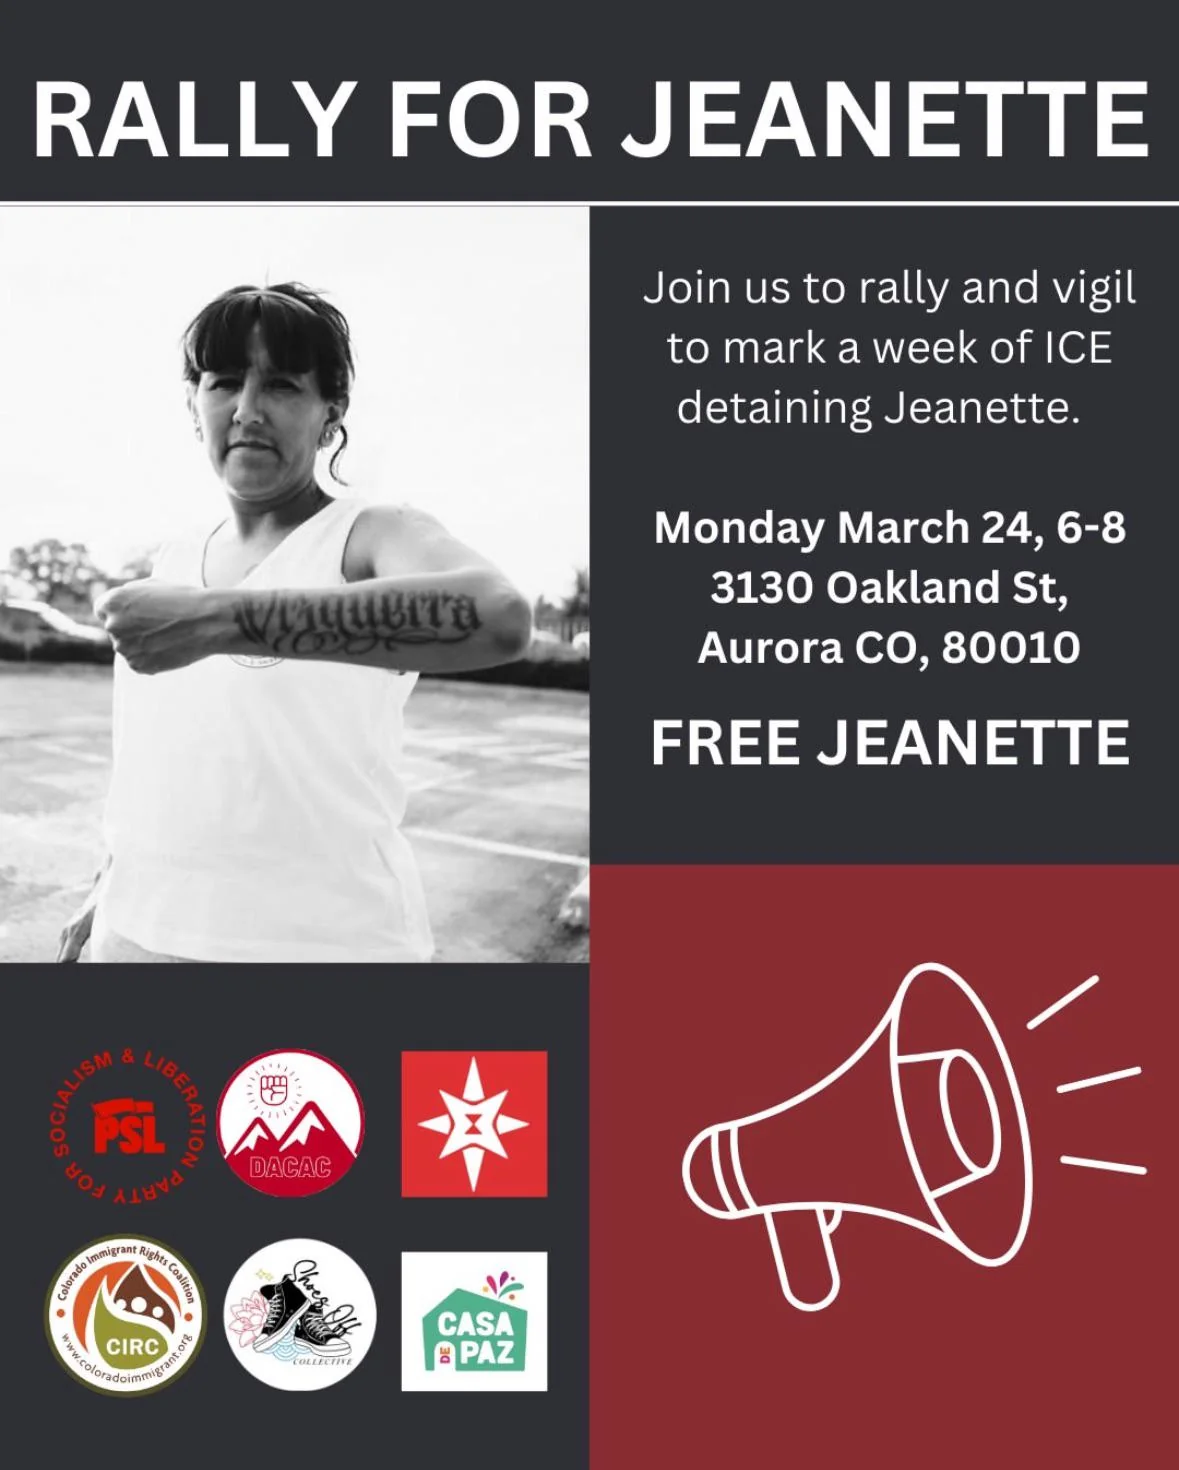 RALLY FOR JEANETTE
Join us to rally and vigil
to mark a week of ICE
detaining Jeanette.
Monday March 24, 6-8
3130 Oakland St,
Aurora CO, 80010
FREE JEANETTE
PARTY FOR SOCIALISM & LIBERATION
PSL
DACAC
Colorado Immigrant Rights Coalition
CIRC
www.coloradoimmigrant.org
Shoes Off
COLLECTIVE
CASA
DE PAZ